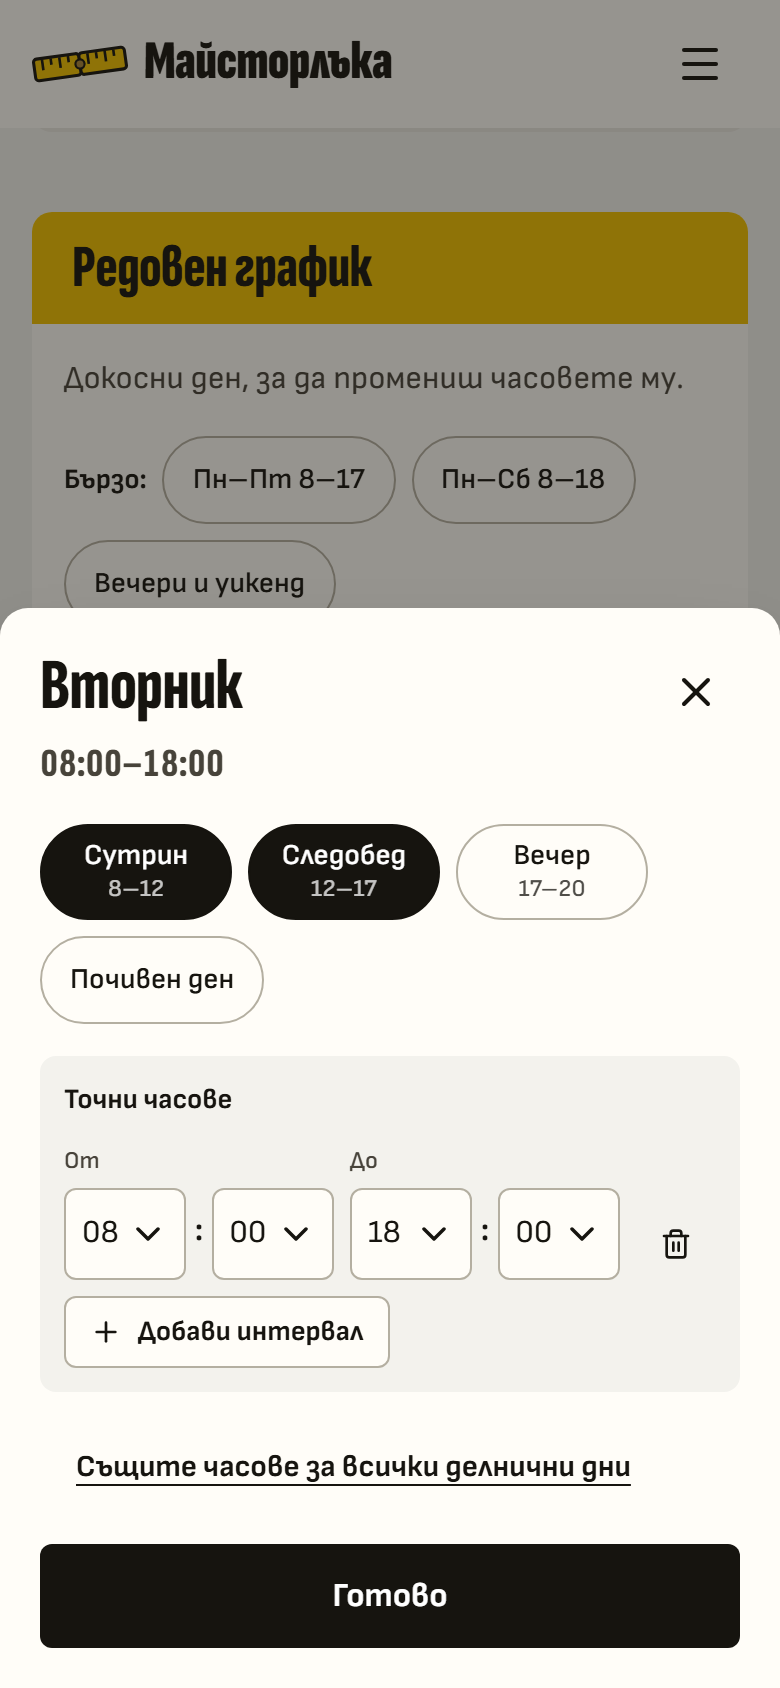 Майсторлъка
Редовен график
Докосни ден, за да промениш часовете му.
Бързо:
Пн–Пт 8–17
Пн–Сб 8–18
Вечери и уикенд
Вторник
08:00–18:00
Сутрин
8–12
Следобед
12–17
Вечер
17–20
Почивен ден
Точни часове
От
До
08 : 00
18 : 00
Добави интервал
Същите часове за всички делнични дни
Готово